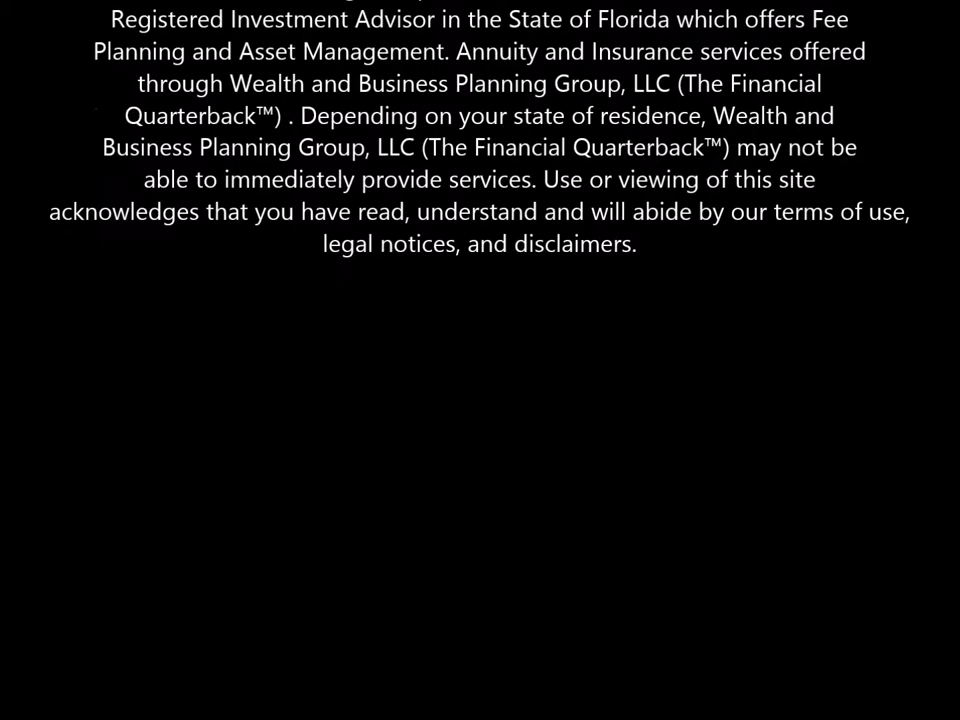 Registered Investment Advisor in the State of Florida which offers Fee
Planning and Asset Management. Annuity and Insurance services offered
through Wealth and Business Planning Group, LLC (The Financial
Quarterback™) . Depending on your state of residence, Wealth and
Business Planning Group, LLC (The Financial Quarterback™) may not be
able to immediately provide services. Use or viewing of this site
acknowledges that you have read, understand and will abide by our terms of use,
legal notices, and disclaimers.